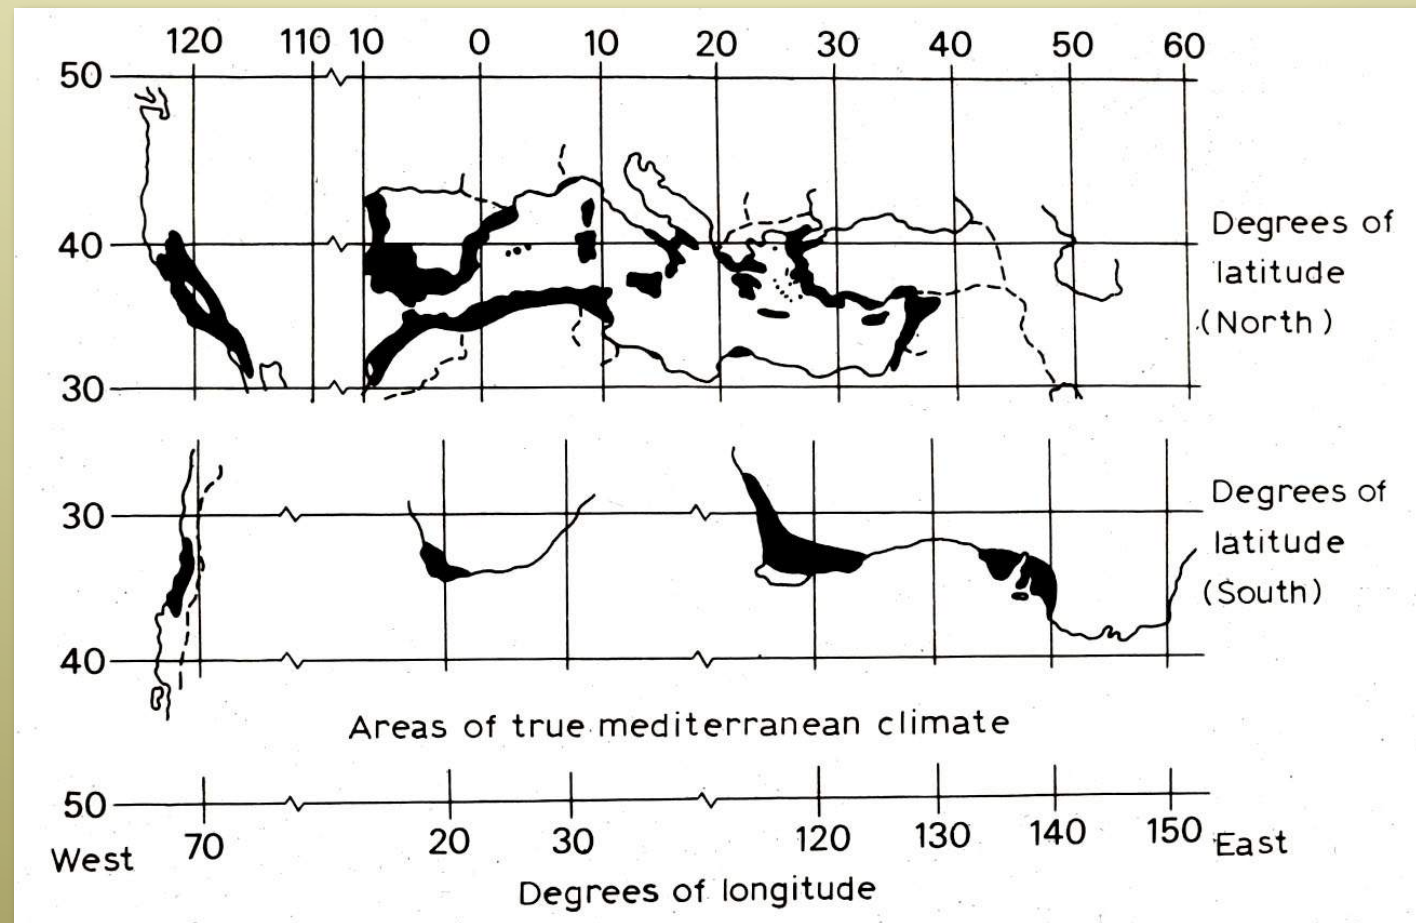 120 110 10 0 10 20 30 40 50 60
50
Degrees of
40
latitude
(North)
30
Degrees of
30
latitude
(South)
40
Areas of true mediterranean climate
50
70 20 30 120 130 140 150
West East
Degrees of longitude